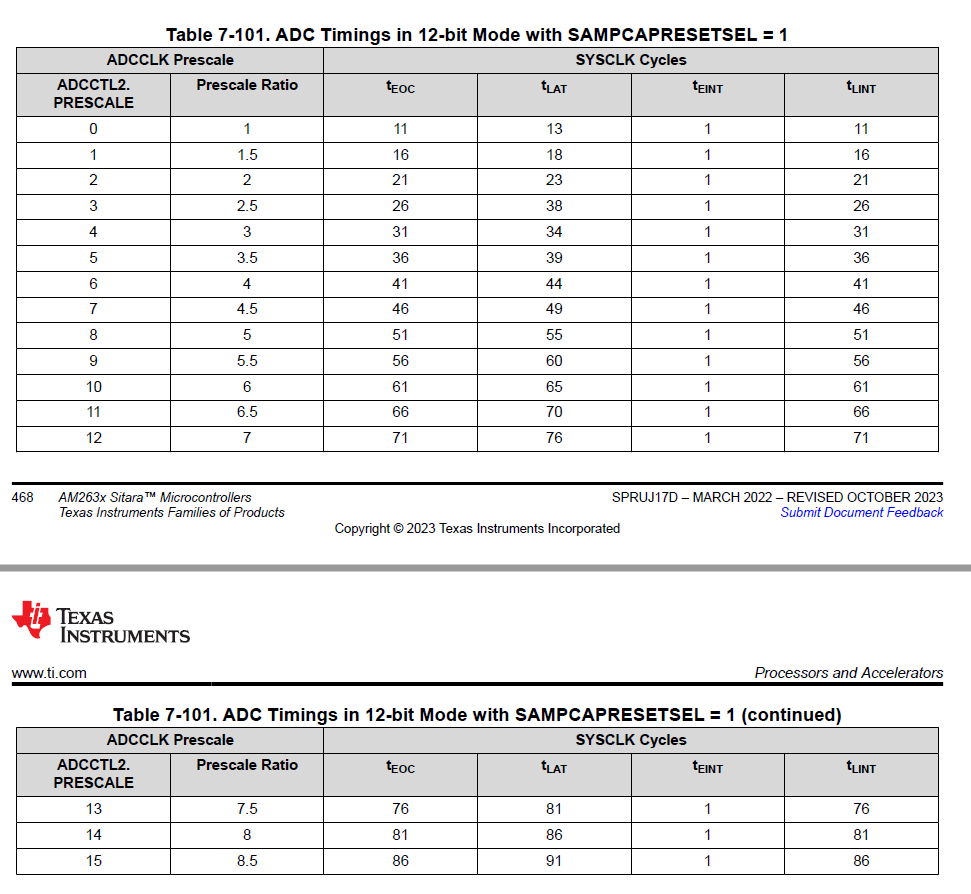 Table 7-101. ADC Timings in 12-bit Mode with SAMPCAPRESETSEL = 1
ADCCLK Prescale SYSCLK Cycles
ADCCTL2. PRESCALE Prescale Ratio tEOC tLAT tEINT tLINT
0 1 11 13 1 11
1 1.5 16 18 1 16
2 2 21 23 1 21
3 2.5 26 38 1 26
4 3 31 34 1 31
5 3.5 36 39 1 36
6 4 41 44 1 41
7 4.5 46 49 1 46
8 5 51 55 1 51
9 5.5 56 60 1 56
10 6 61 65 1 61
11 6.5 66 70 1 66
12 7 71 76 1 71
468 AM263x Sitara™ Microcontrollers SPRUJ17D – MARCH 2022 – REVISED OCTOBER 2023
Texas Instruments Families of Products Submit Document Feedback
Copyright © 2023 Texas Instruments Incorporated
TEXAS
INSTRUMENTS
www.ti.com Processors and Accelerators
Table 7-101. ADC Timings in 12-bit Mode with SAMPCAPRESETSEL = 1 (continued)
ADCCLK Prescale SYSCLK Cycles
ADCCTL2. PRESCALE Prescale Ratio tEOC tLAT tEINT tLINT
13 7.5 76 81 1 76
14 8 81 86 1 81
15 8.5 86 91 1 86